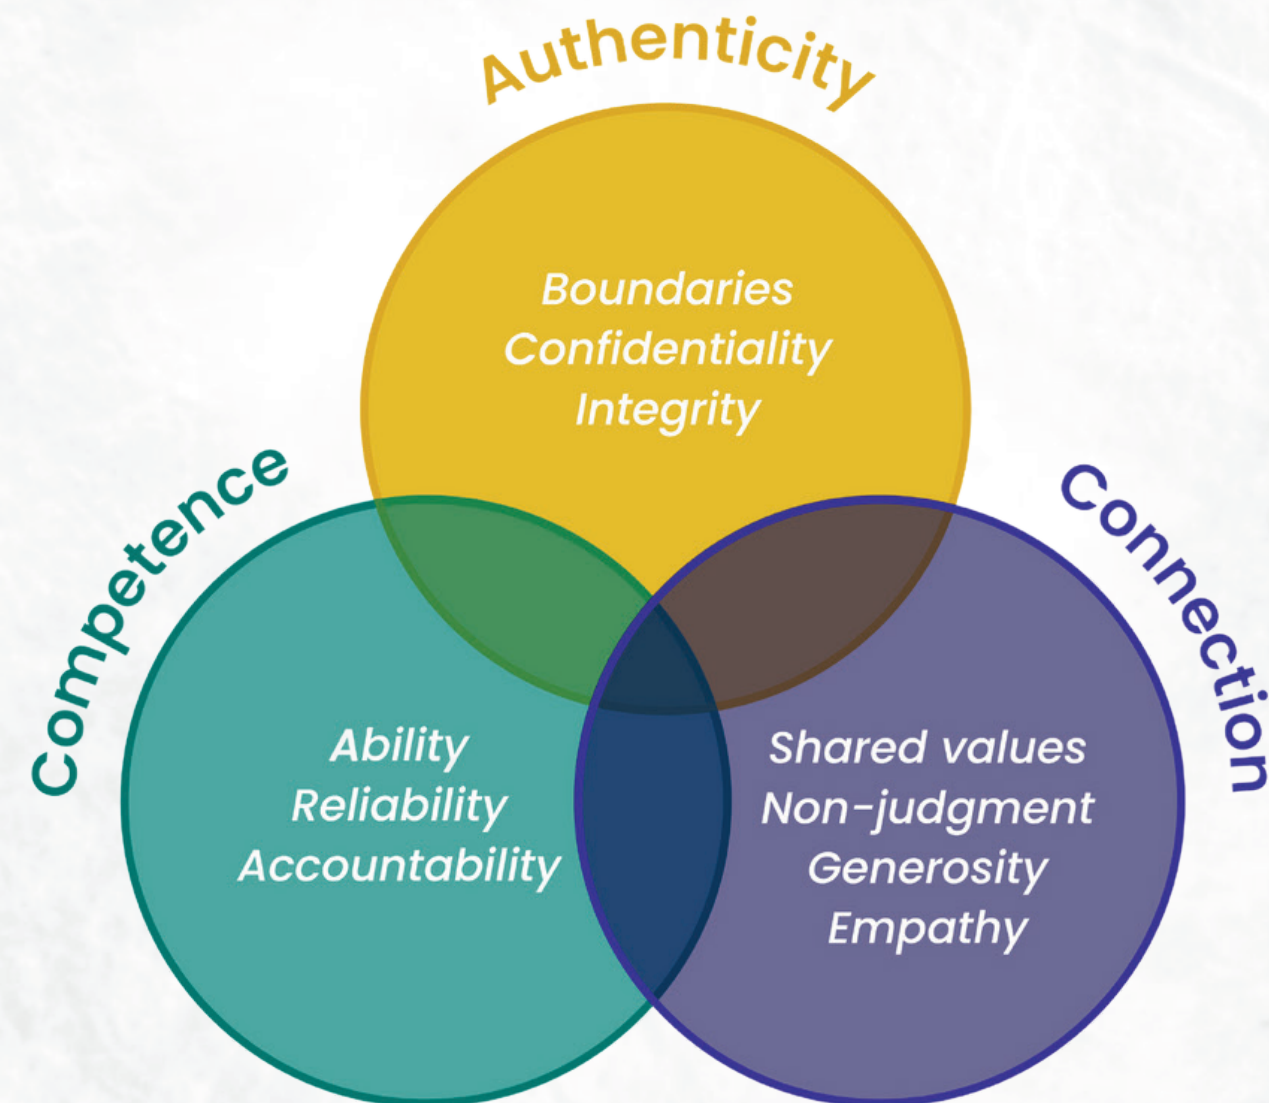 Authenticity
Boundaries
Confidentiality
Integrity
Competence
Ability
Reliability
Accountability
Connection
Shared values
Non-judgment
Generosity
Empathy